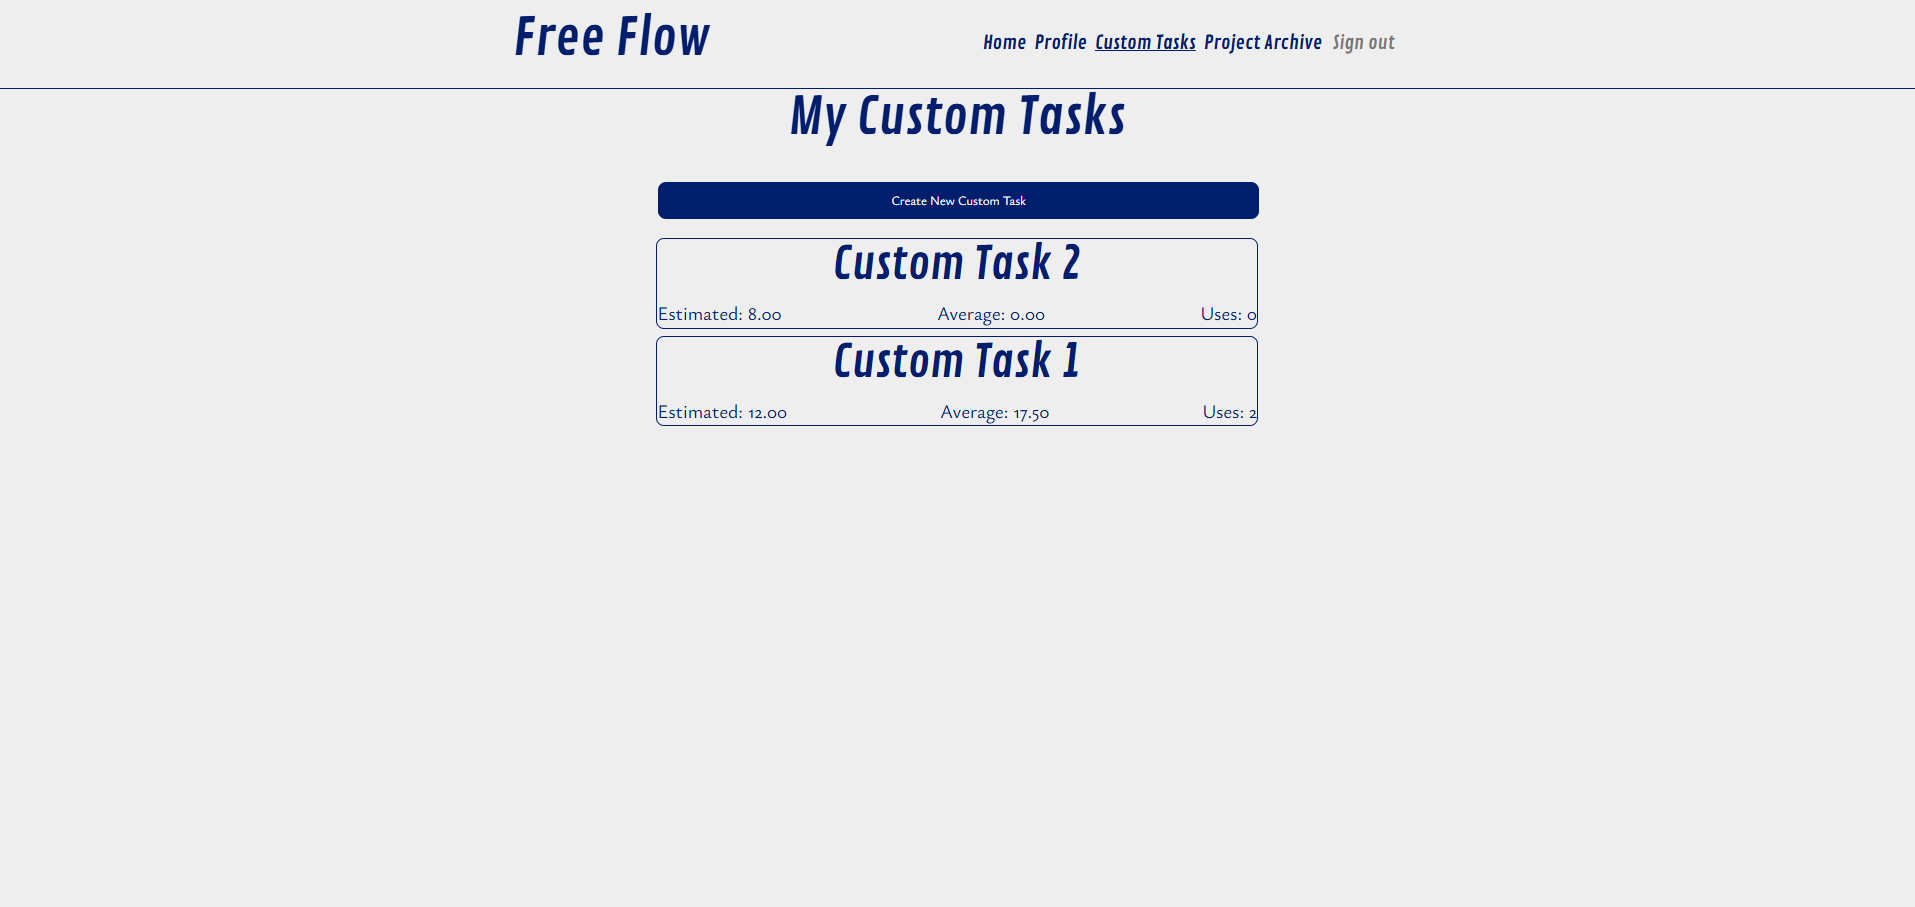 Free Flow
Home Profile Custom Tasks Project Archive Sign out
My Custom Tasks
Create New Custom Task
Custom Task 2
Estimated: 8.00 Average: 0.00 Uses: 0
Custom Task 1
Estimated: 12.00 Average: 17.50 Uses: 2